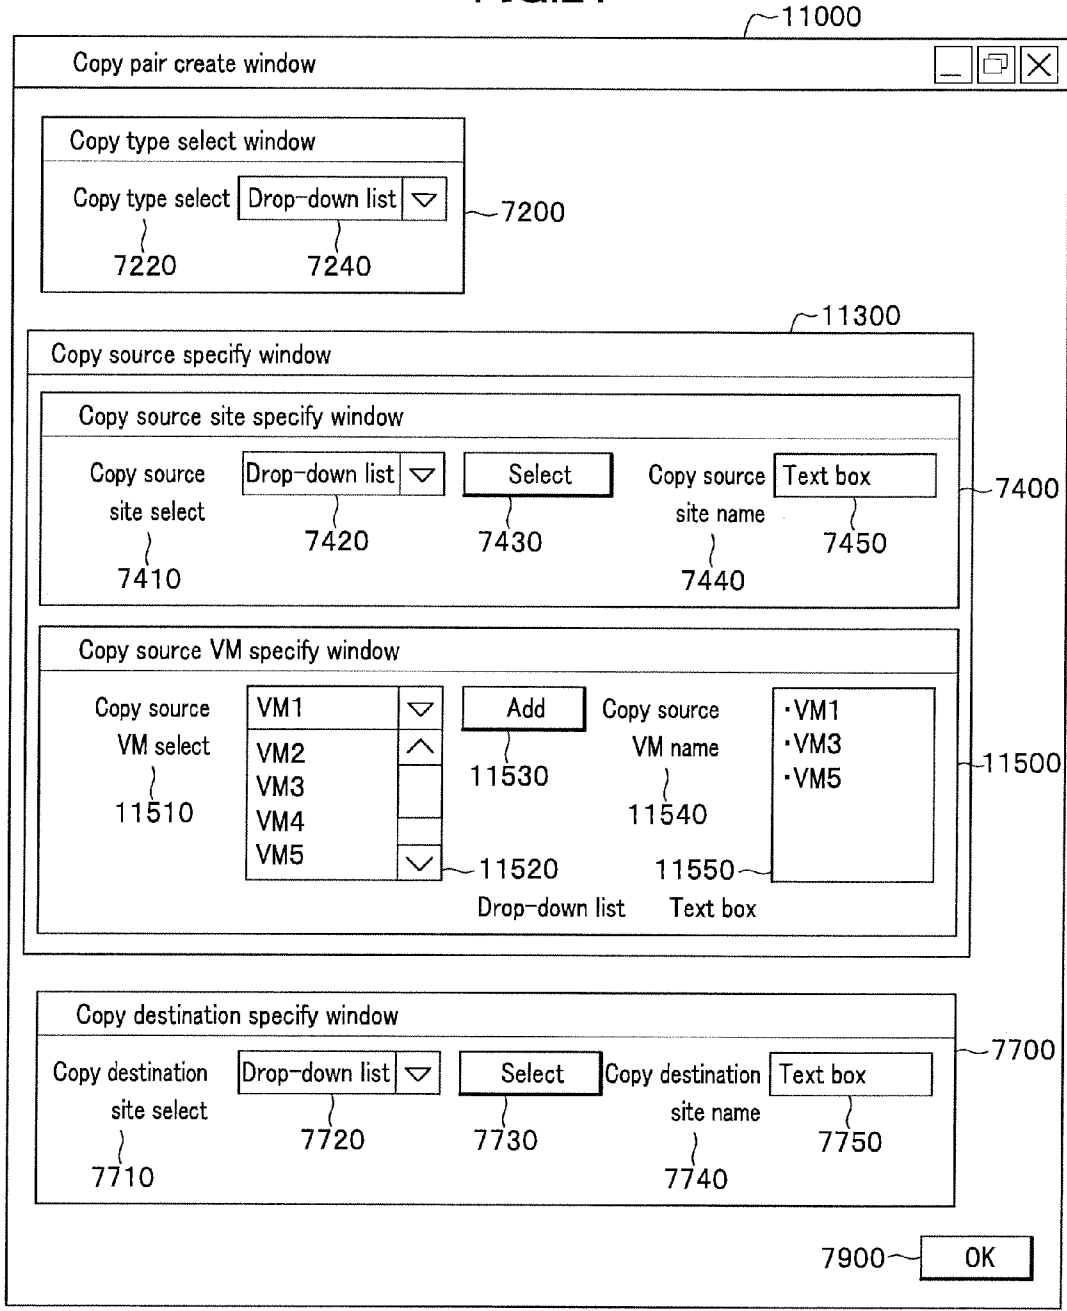 11000
Copy pair create window
Copy type select window
Copy type select Drop-down list
7200
7220 7240
11300
Copy source specify window
Copy source site specify window
Copy source Drop-down list Select Copy source Text box
site select site name
7400
7420 7430 7450
7410 7440
Copy source VM specify window
Copy source VM1 Add Copy source ・VM1
VM select VM2 VM name ・VM3
VM3 11530 ・VM5
11500
11510 VM4 11540
VM5
11520 11550
Drop-down list Text box
Copy destination specify window
7700
Copy destination Drop-down list Select Copy destination Text box
site select site name
7720 7730 7750
7710 7740
7900 OK